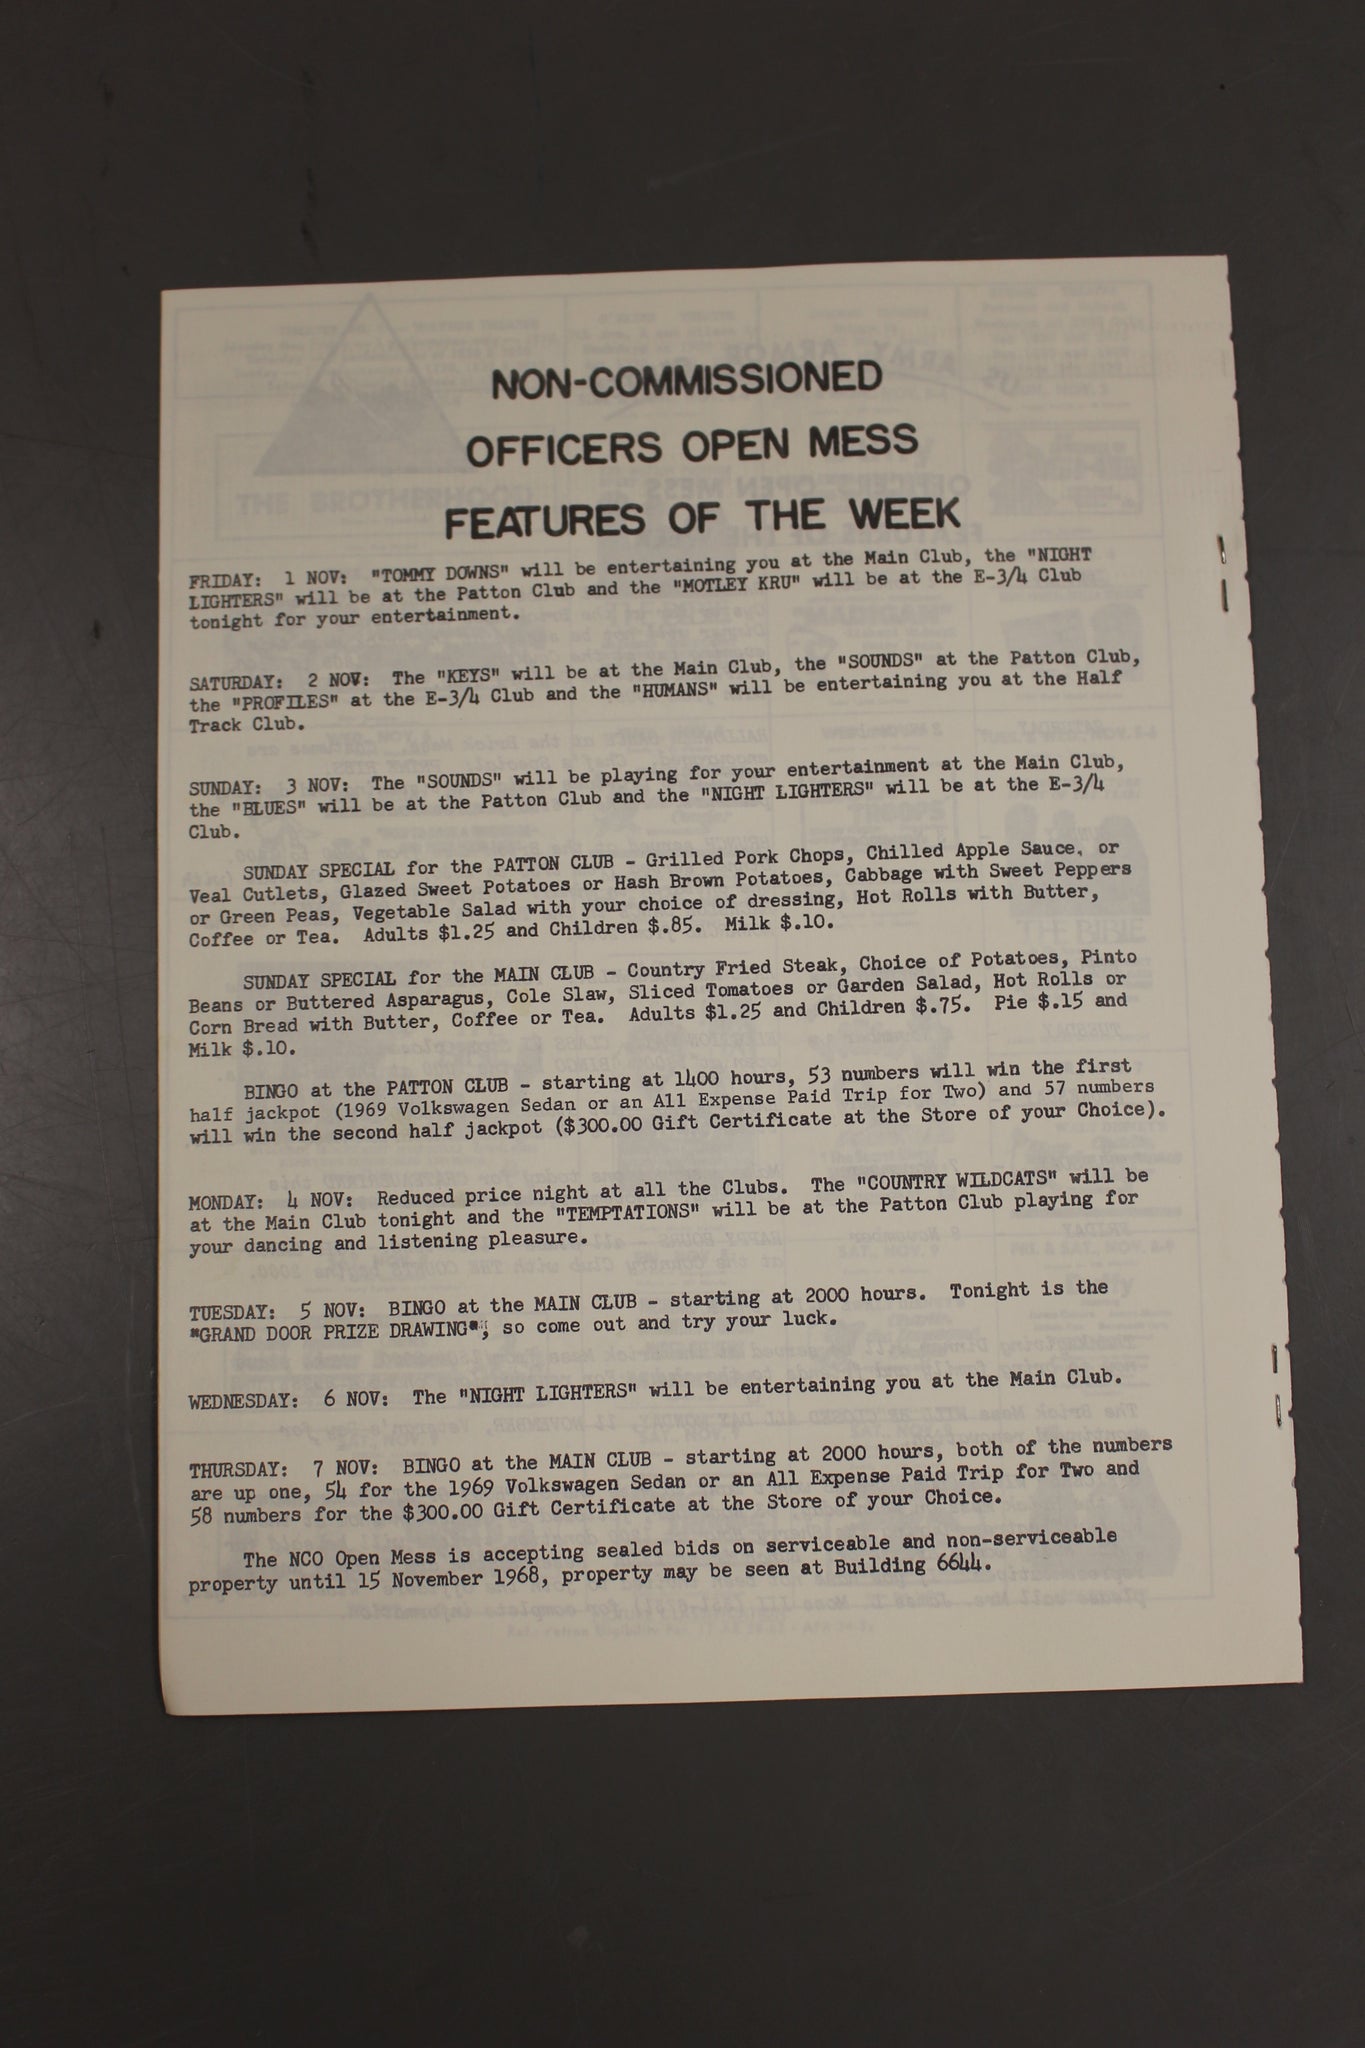 NON-COMMISSIONED
OFFICERS OPEN MESS
FEATURES OF THE WEEK
FRIDAY: 1 NOV: "TOMMY DOWNS" will be entertaining you at the Main Club, the "NIGHT
LIGHTERS" will be at the Patton Club and the "MOTLEY KRU" will be at the E-3/4 Club
tonight for your entertainment.
SATURDAY: 2 NOV: The "KEYS" will be at the Main Club, the "SOUNDS" at the Patton Club,
the "PROFILES" at the E-3/4 Club and the "HUMANS" will be entertaining you at the Half
Track Club.
SUNDAY: 3 NOV: The "SOUNDS" will be playing for your entertainment at the Main Club,
the "BLUES" will be at the Patton Club and the "NIGHT LIGHTERS" will be at the E-3/4
Club.
SUNDAY SPECIAL for the PATTON CLUB - Grilled Pork Chops, Chilled Apple Sauce, or
Veal Cutlets, Glazed Sweet Potatoes or Hash Brown Potatoes, Cabbage with Sweet Peppers
or Green Peas, Vegetable Salad with your choice of dressing, Hot Rolls with Butter,
Coffee or Tea. Adults $1.25 and Children $.85. Milk $.10.
SUNDAY SPECIAL for the MAIN CLUB - Country Fried Steak, Choice of Potatoes, Pinto
Beans or Buttered Asparagus, Cole Slaw, Sliced Tomatoes or Garden Salad, Hot Rolls or
Corn Bread with Butter, Coffee or Tea. Adults $1.25 and Children $.75. Pie $.15 and
Milk $.10.
BINGO at the PATTON CLUB - starting at 1400 hours, 53 numbers will win the first
half jackpot (1969 Volkswagen Sedan or an All Expense Paid Trip for Two) and 57 numbers
will win the second half jackpot ($300.00 Gift Certificate at the Store of your Choice).
MONDAY: 4 NOV: Reduced price night at all the Clubs. The "COUNTRY WILDCATS" will be
at the Main Club tonight and the "TEMPTATIONS" will be at the Patton Club playing for
your dancing and listening pleasure.
TUESDAY: 5 NOV: BINGO at the MAIN CLUB - starting at 2000 hours. Tonight is the
*GRAND DOOR PRIZE DRAWING*, so come out and try your luck.
WEDNESDAY: 6 NOV: The "NIGHT LIGHTERS" will be entertaining you at the Main Club.
THURSDAY: 7 NOV: BINGO at the MAIN CLUB - starting at 2000 hours, both of the numbers
are up one, 54 for the 1969 Volkswagen Sedan or an All Expense Paid Trip for Two and
58 numbers for the $300.00 Gift Certificate at the Store of your Choice.
The NCO Open Mess is accepting sealed bids on serviceable and non-serviceable
property until 15 November 1968, property may be seen at Building 6644.